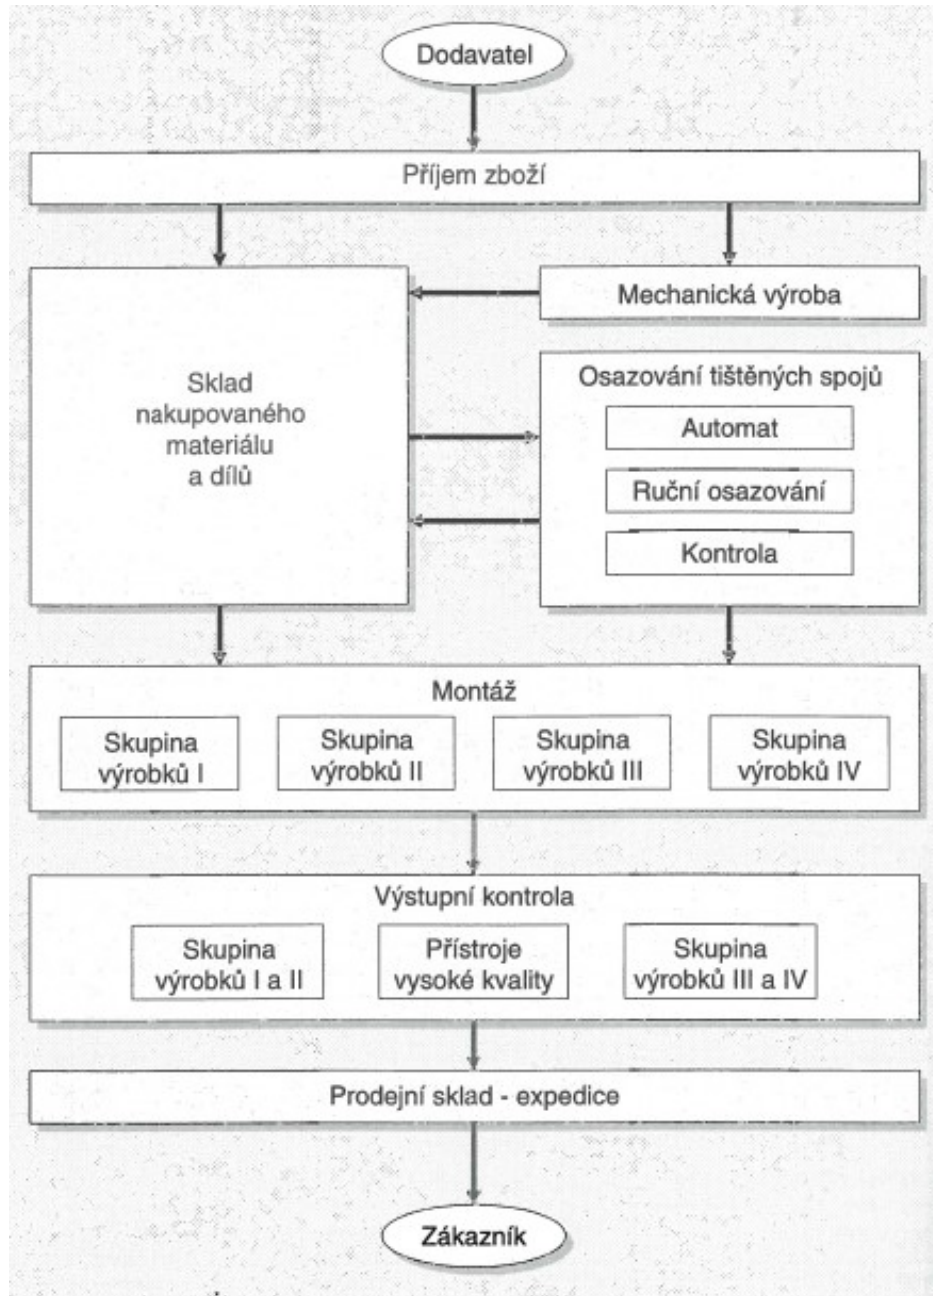 Dodavatel
Příjem zboží
Mechanická výroba
Sklad
nakupovaného
materiálu
a dílů
Osazování tištěných spojů
Automat
Ruční osazování
Kontrola
Montáž
Skupina
výrobků I
Skupina
výrobků II
Skupina
výrobků III
Skupina
výrobků IV
Výstupní kontrola
Skupina
výrobků I a II
Přístroje
vysoké kvality
Skupina
výrobků III a IV
Prodejní sklad - expedice
Zákazník